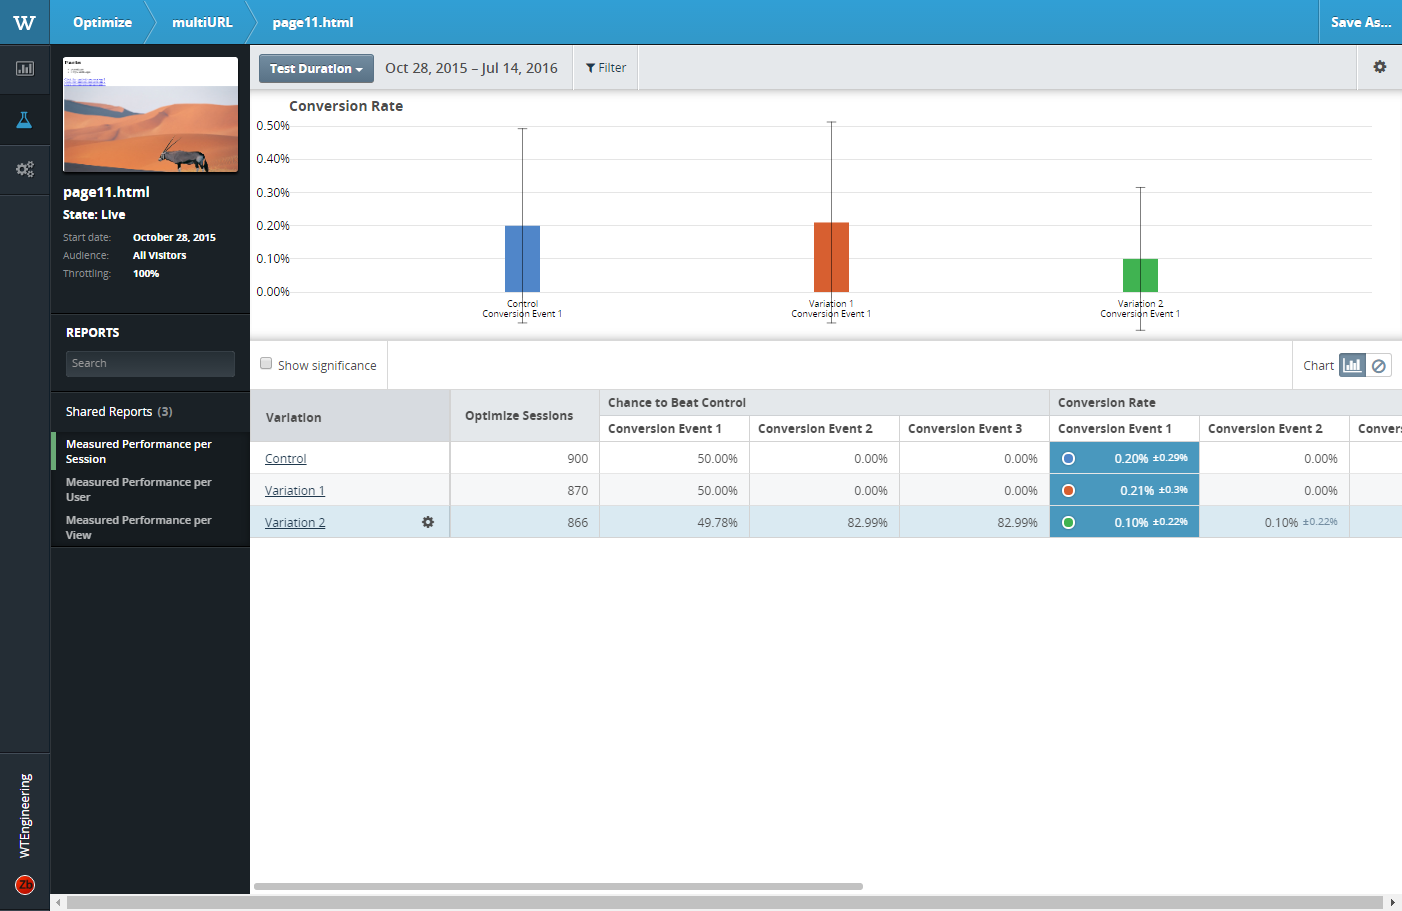 W
Optimize
multiURL
page11.html
Save As...
Test Duration
Oct 28, 2015 – Jul 14, 2016
Filter
page11.html
State: Live
Start date: October 28, 2015
Audience: All Visitors
Throttling: 100%
REPORTS
Search
Shared Reports (3)
Measured Performance per
Session
Measured Performance per
User
Measured Performance per
View
WTEngineering
Zb
Conversion Rate
0.50%
0.40%
0.30%
0.20%
0.10%
0.00%
Control
Conversion Event 1
Variation 1
Conversion Event 1
Variation 2
Conversion Event 1
Show significance
Chart
Variation
Optimize Sessions
Chance to Beat Control
Conversion Rate
Conversion Event 1 Conversion Event 2 Conversion Event 3 Conversion Event 1 Conversion Event 2 Conver
Control 900 50.00% 0.00% 0.00% 0.20% ±0.29% 0.00%
Variation 1 870 50.00% 0.00% 0.00% 0.21% ±0.3% 0.00%
Variation 2 866 49.78% 82.99% 82.99% 0.10% ±0.22% 0.10% ±0.22%